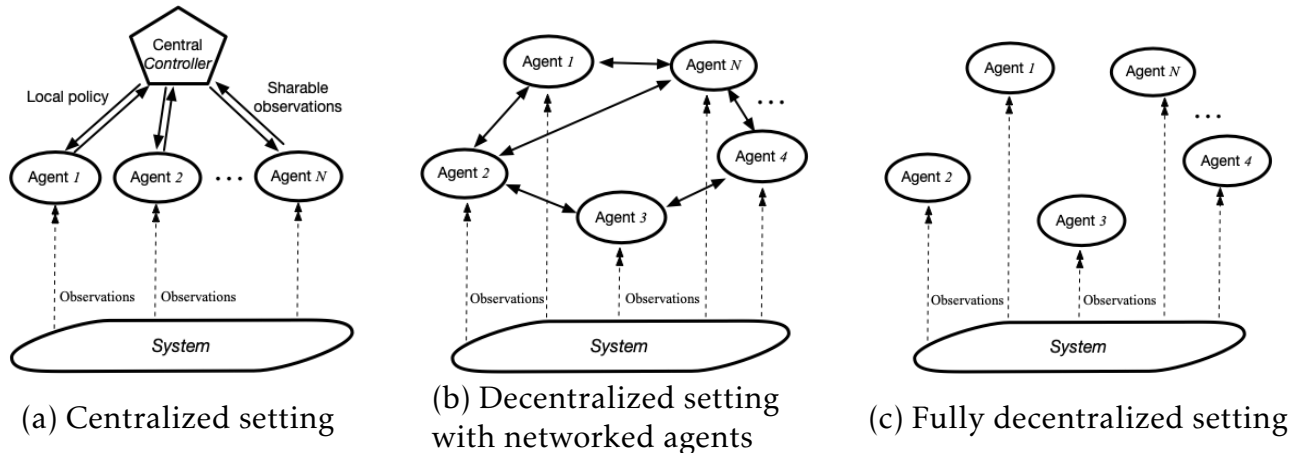 Central
Controller
Local policy
Sharable
observations
Agent 1
Agent 2
...
Agent N
Observations
Observations
System
(a) Centralized setting
Agent 1
Agent N
...
Agent 2
Agent 4
Agent 3
Observations
Observations
System
(b) Decentralized setting
with networked agents
Agent 1
Agent N
...
Agent 2
Agent 4
Agent 3
Observations
Observations
System
(c) Fully decentralized setting